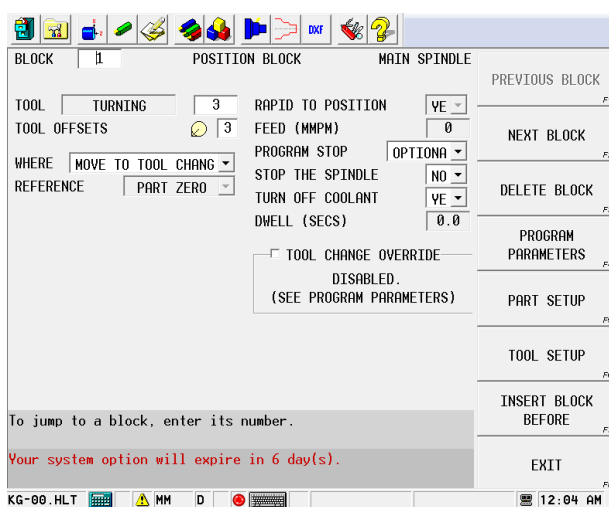 DXF
BLOCK 1 POSITION BLOCK MAIN SPINDLE
PREVIOUS BLOCK
TOOL TURNING 3 RAPID TO POSITION YE
TOOL OFFSETS 3 FEED (MMPM) 0
NEXT BLOCK
PROGRAM STOP OPTIONA
WHERE MOVE TO TOOL CHANG
STOP THE SPINDLE NO
REFERENCE PART ZERO
TURN OFF COOLANT YE
DELETE BLOCK
DWELL (SECS) 0.0
PROGRAM
PARAMETERS
TOOL CHANGE OVERRIDE
DISABLED.
(SEE PROGRAM PARAMETERS)
PART SETUP
TOOL SETUP
INSERT BLOCK
BEFORE
To jump to a block, enter its number.
Your system option will expire in 6 day(s).
EXIT
KG-00.HLT MM D 12:04 AM